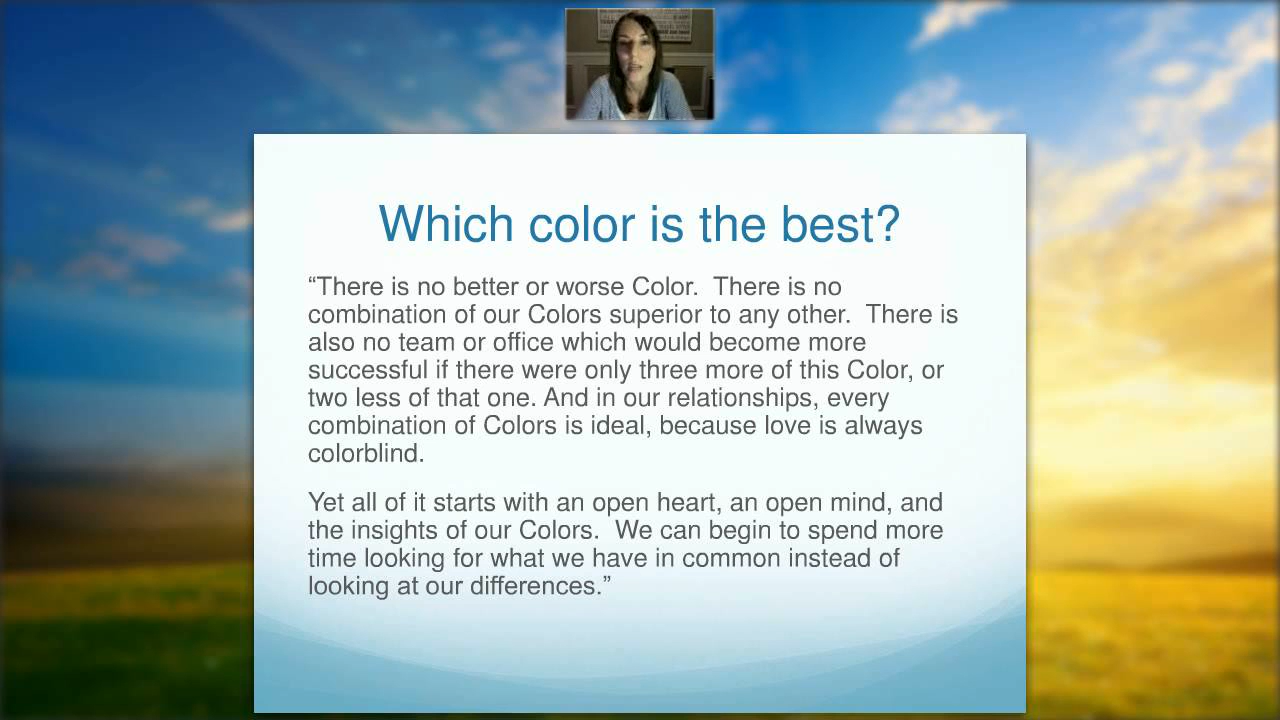 Which color is the best?
“There is no better or worse Color.  There is no
combination of our Colors superior to any other.  There is
also no team or office which would become more
successful if there were only three more of this Color, or
two less of that one. And in our relationships, every
combination of Colors is ideal, because love is always
colorblind.
Yet all of it starts with an open heart, an open mind, and
the insights of our Colors.  We can begin to spend more
time looking for what we have in common instead of
looking at our differences.”